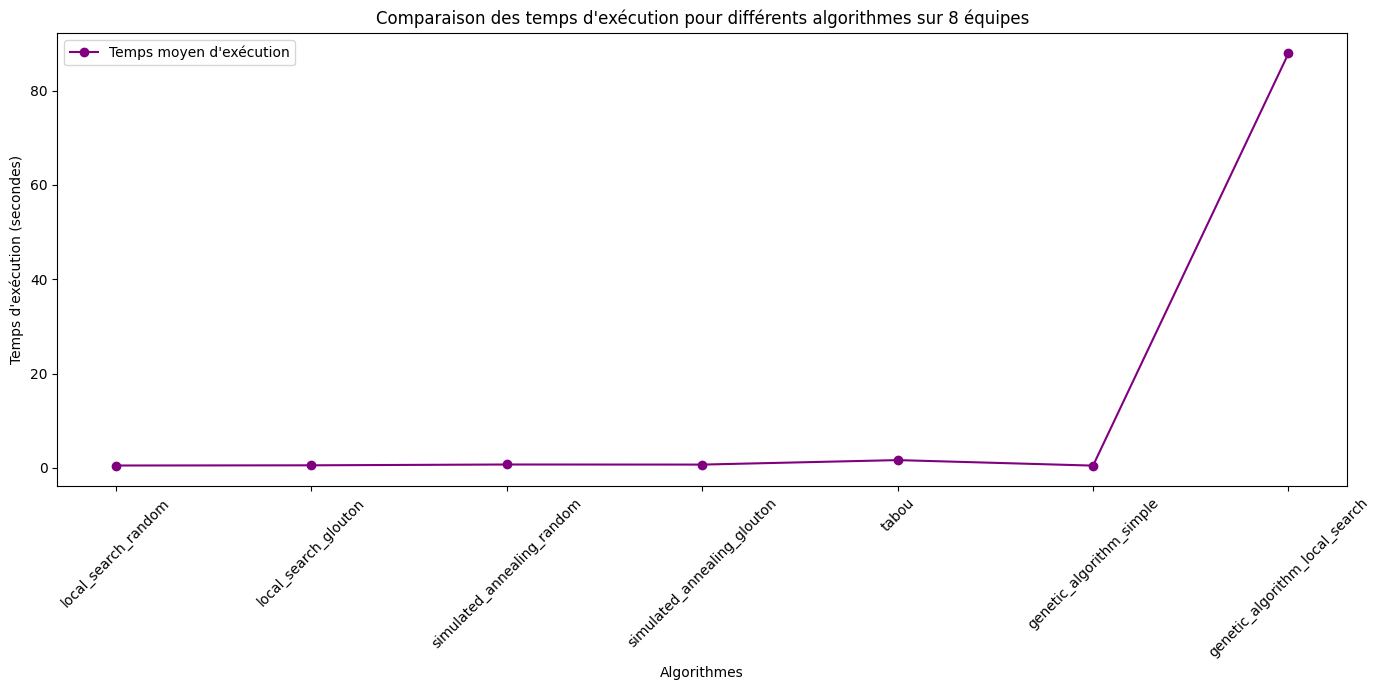 Comparaison des temps d'exécution pour différents algorithmes sur 8 équipes
Temps moyen d'exécution
Temps d'exécution (secondes)
80
60
40
20
0
local_search_random
local_search_glouton
simulated_annealing_random
simulated_annealing_glouton
tabou
genetic_algorithm_simple
genetic_algorithm_local_search
Algorithmes